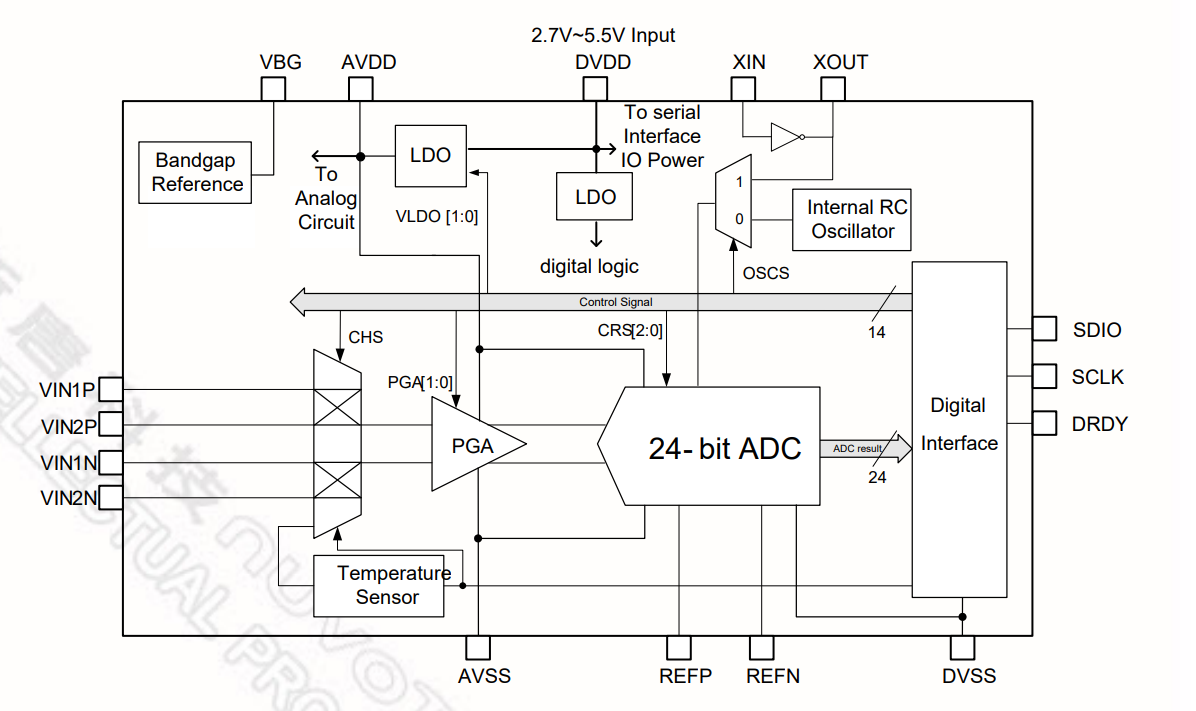 2.7V~5.5V Input
VBG
AVDD
DVDD
XIN
XOUT
To serial
Interface
IO Power
Bandgap
Reference
LDO
To
Analog
Circuit
VLDO [1:0]
LDO
digital logic
1
0
Internal RC
Oscillator
OSCS
Control Signal
14
CHS
CRS[2:0]
PGA[1:0]
VIN1P
VIN2P
VIN1N
VIN2N
PGA
24-bit ADC
ADC result
24
Digital
Interface
SDIO
SCLK
DRDY
Temperature
Sensor
AVSS
REFP
REFN
DVSS